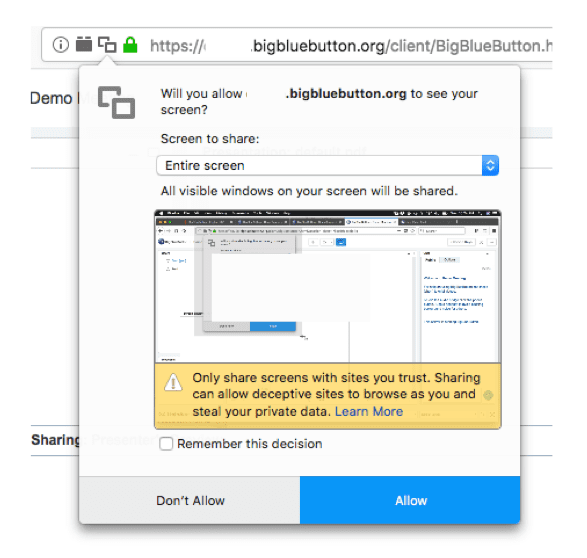 https:// .bigbluebutton.org/client/BigBlueButton.h
Demo
Will you allow .bigbluebutton.org to see your
screen?
Screen to share:
Entire screen
All visible windows on your screen will be shared.
Only share screens with sites you trust. Sharing
can allow deceptive sites to browse as you and
steal your private data. Learn More
Sharing
Remember this decision
Don't Allow
Allow